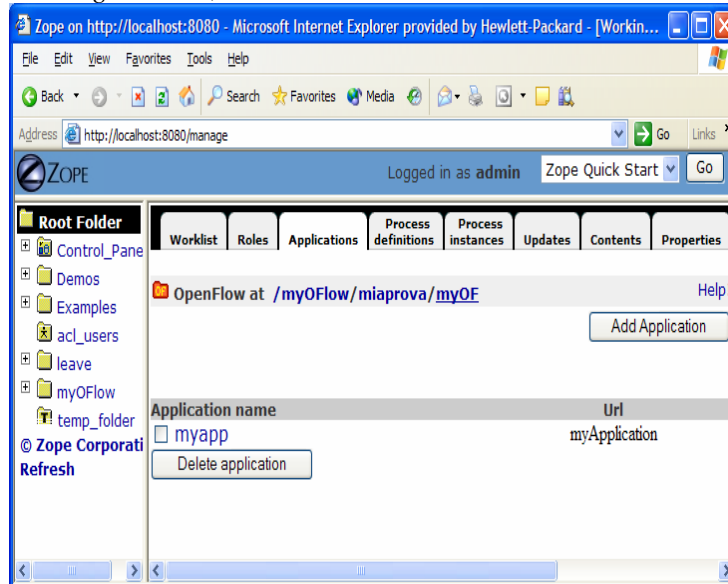 Zope on http://localhost:8080 - Microsoft Internet Explorer provided by Hewlett-Packard - [Workin...
File Edit View Favorites Tools Help
Back Search Favorites Media
Address http://localhost:8080/manage Go Links
ZOPE Logged in as admin Zope Quick Start Go
Root Folder
Control_Pane
Demos
Examples
acl_users
leave
myOFlow
temp_folder
© Zope Corporati
Refresh
Worklist Roles Applications Process definitions Process instances Updates Contents Properties
OpenFlow at /myOFlow/miaprova/myOF Help
Add Application
Application name Url
myapp myApplication
Delete application